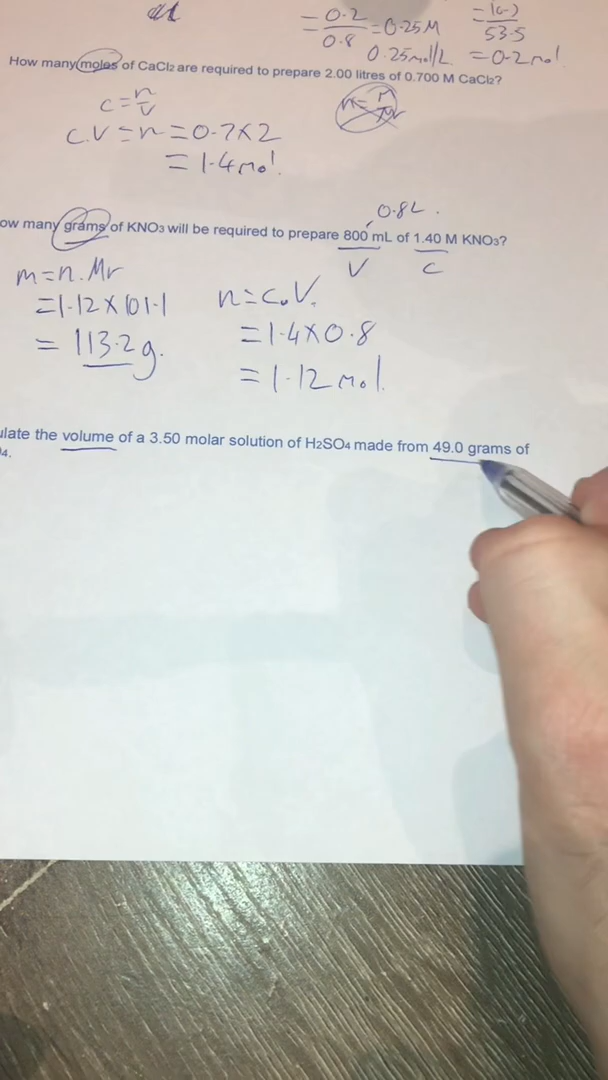 = 0.2 / 0.8 = 0.25M
53.5
0.25mol/L = 0.2mol
How many moles of CaCl2 are required to prepare 2.00 litres of 0.700 M CaCl2?
c = n/v
c.V = n = 0.7 x 2
= 1.4mol.
0.8L.
ow many grams of KNO3 will be required to prepare 800 mL of 1.40 M KNO3?
V C
m = n.Mr n = c.V.
= 1.12 x 101.1 = 1.4 x 0.8
= 113.2g. = 1.12mol.
ulate the volume of a 3.50 molar solution of H2SO4 made from 49.0 grams of
4.